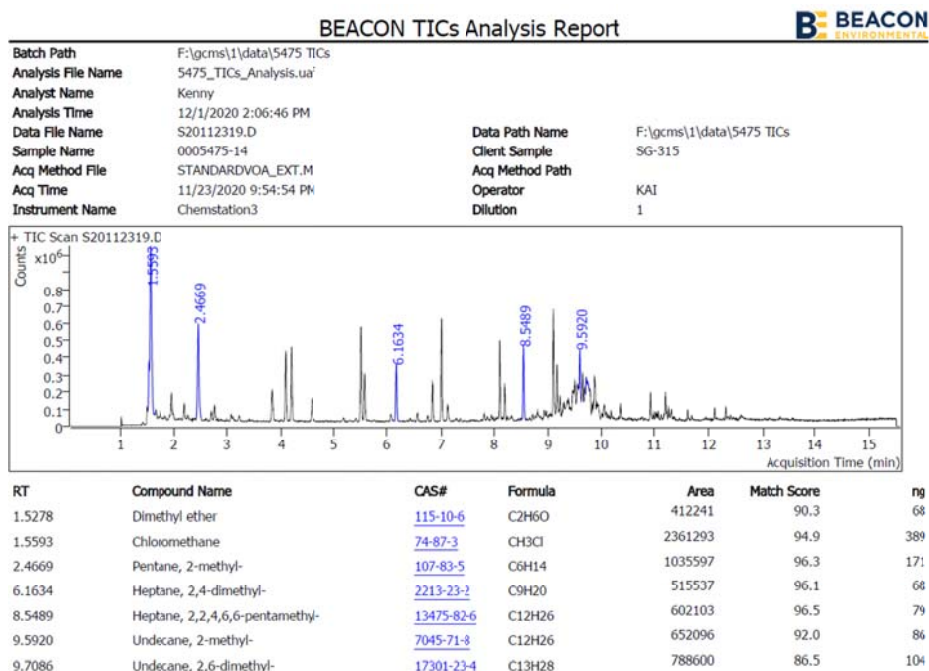 BEACON TICs Analysis Report
BEACON
ENVIRONMENTAL
Batch Path F:\gcms\1\data\5475 TICs
Analysis File Name 5475_TICs_Analysis.ua
Analyst Name Kenny
Analysis Time 12/1/2020 2:06:46 PM
Data File Name S20112319.D Data Path Name F:\gcms\1\data\5475 TICs
Sample Name 0005475-14 Client Sample SG-315
Acq Method File STANDARDVOA_EXT.M Acq Method Path
Acq Time 11/23/2020 9:54:54 PM Operator KAI
Instrument Name Chemstation3 Dilution 1
+ TIC Scan S20112319.D
Counts
x10⁶
1.5593
2.4669
6.1634
8.5489
9.5920
0.8
0.7
0.6
0.5
0.4
0.3
0.2
0.1
0
1 2 3 4 5 6 7 8 9 10 11 12 13 14 15
Acquisition Time (min)
RT Compound Name CAS# Formula Area Match Score ng
1.5278 Dimethyl ether 115-10-6 C2H6O 412241 90.3 68
1.5593 Chloromethane 74-87-3 CH3Cl 2361293 94.9 389
2.4669 Pentane, 2-methyl- 107-83-5 C6H14 1035597 96.3 171
6.1634 Heptane, 2,4-dimethyl- 2213-23-2 C9H20 515537 96.1 68
8.5489 Heptane, 2,2,4,6,6-pentamethyl- 13475-82-6 C12H26 602103 96.5 79
9.5920 Undecane, 2-methyl- 7045-71-8 C12H26 652096 92.0 86
9.7086 Undecane, 2,6-dimethyl- 17301-23-4 C13H28 788600 86.5 104